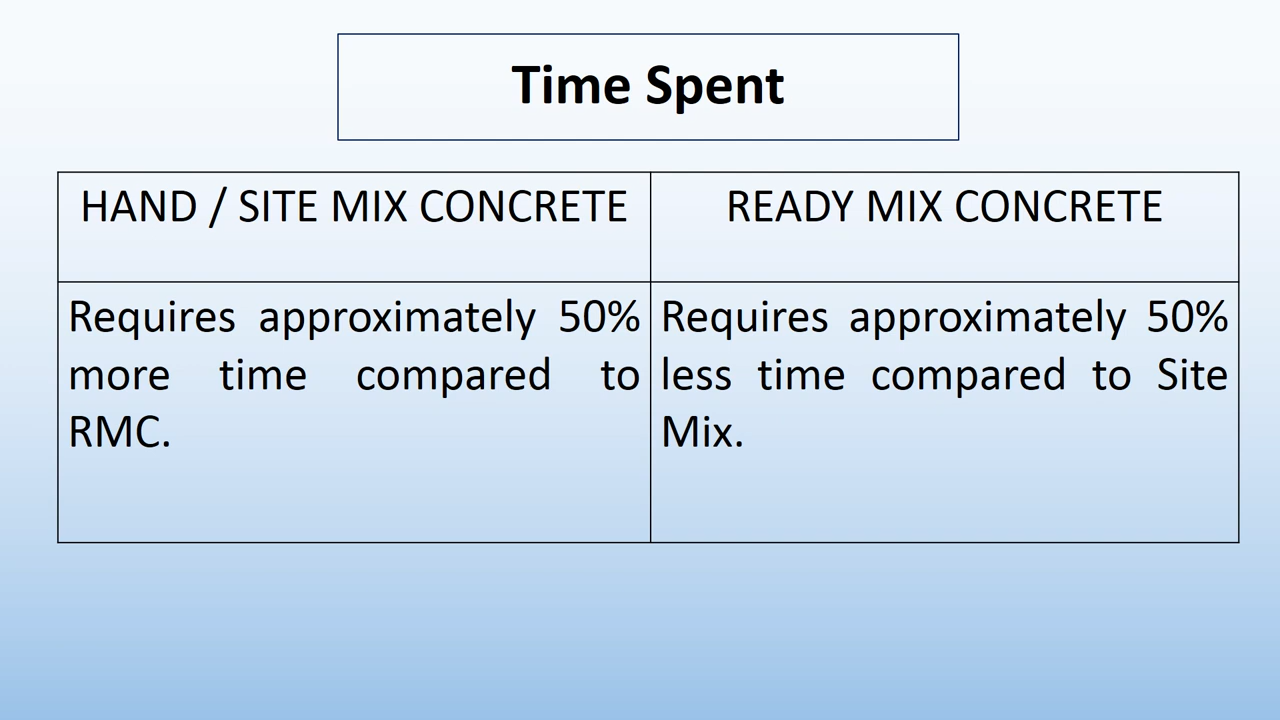 Time Spent
HAND / SITE MIX CONCRETE
READY MIX CONCRETE
Requires approximately 50%
more time compared to
RMC.
Requires approximately 50%
less time compared to Site
Mix.